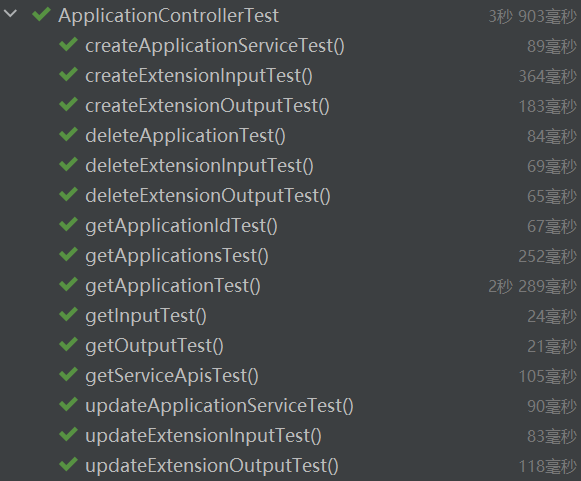 ApplicationControllerTest 3秒 903毫秒
createApplicationServiceTest() 89毫秒
createExtensionInputTest() 364毫秒
createExtensionOutputTest() 183毫秒
deleteApplicationTest() 84毫秒
deleteExtensionInputTest() 69毫秒
deleteExtensionOutputTest() 65毫秒
getApplicationIdTest() 67毫秒
getApplicationsTest() 252毫秒
getApplicationTest() 2秒 289毫秒
getInputTest() 24毫秒
getOutputTest() 21毫秒
getServiceApisTest() 105毫秒
updateApplicationServiceTest() 90毫秒
updateExtensionInputTest() 83毫秒
updateExtensionOutputTest() 118毫秒